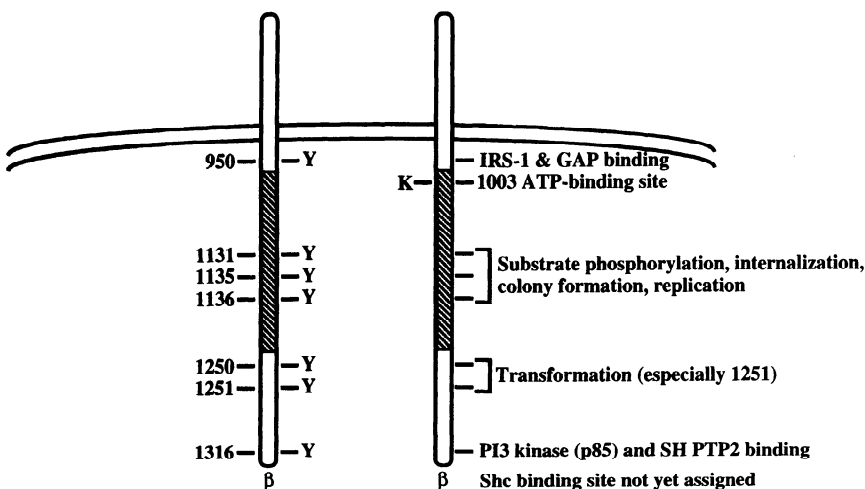 950 Y IRS-1 & GAP binding
K 1003 ATP-binding site
1131 Y
1135 Y Substrate phosphorylation, internalization,
1136 Y colony formation, replication
1250 Y
1251 Y Transformation (especially 1251)
1316 Y PI3 kinase (p85) and SH PTP2 binding
β β Shc binding site not yet assigned